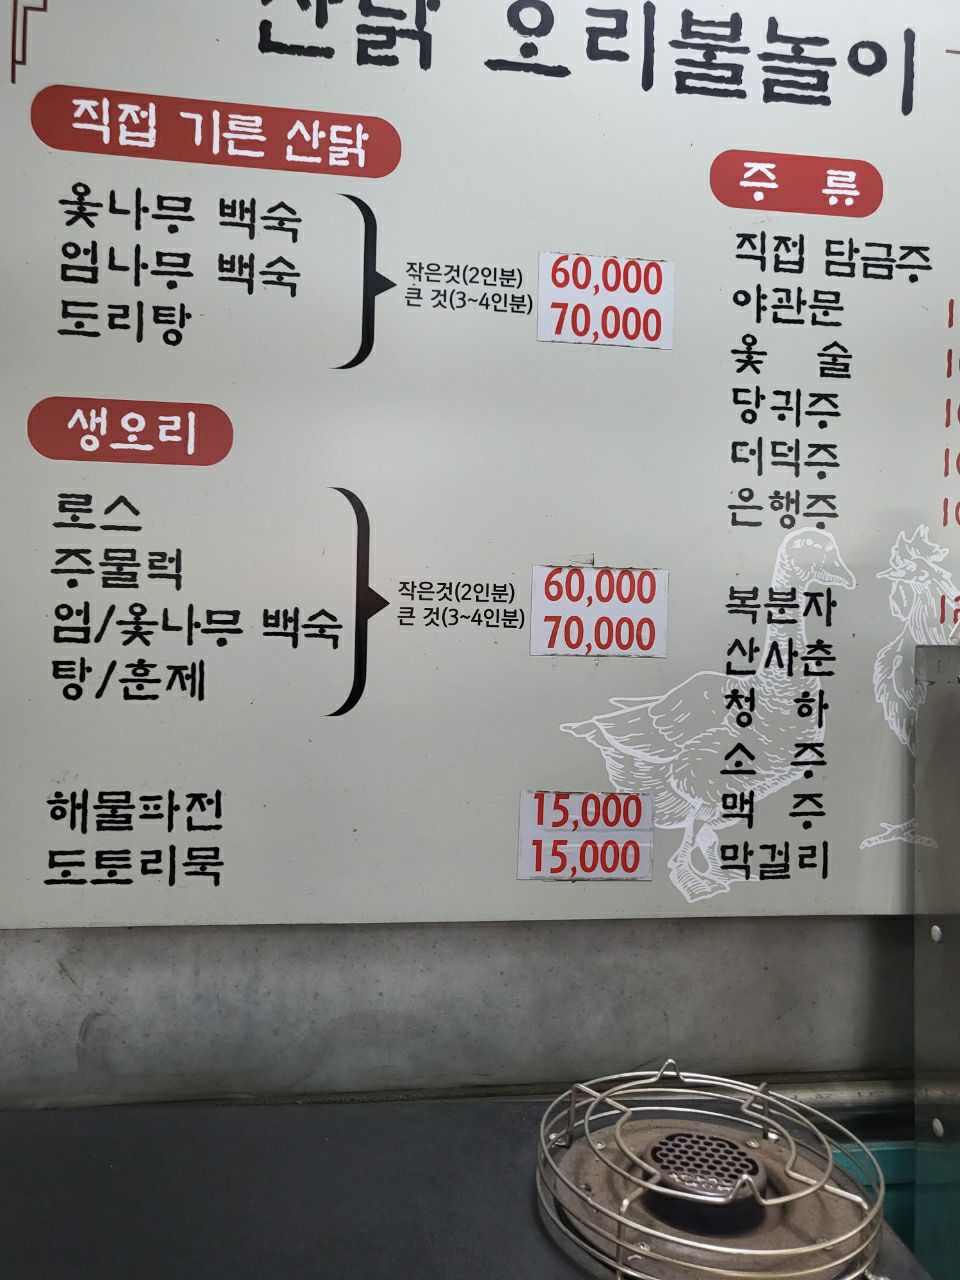 산닭 오리불놀이
직접 기른 산닭
옻나무 백숙
엄나무 백숙
도리탕
작은것(2인분) 60,000
큰 것(3~4인분) 70,000
생오리
로스
주물럭
엄/옻나무 백숙
탕/훈제
작은것(2인분) 60,000
큰 것(3~4인분) 70,000
해물파전 15,000
도토리묵 15,000
주 류
직접 담금주
야관문
옻 술
당귀주
더덕주
은행주
복분자
산사춘
청 하
소 주
맥 주
막걸리